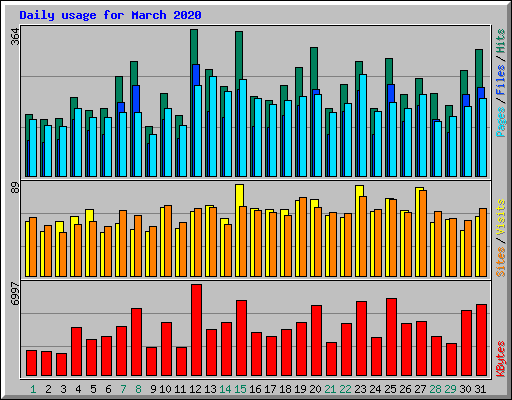 Daily usage for March 2020
364
Pages / Files / Hits
89
Sites / Visits
6997
KBytes
1 2 3 4 5 6 7 8 9 10 11 12 13 14 15 16 17 18 19 20 21 22 23 24 25 26 27 28 29 30 31